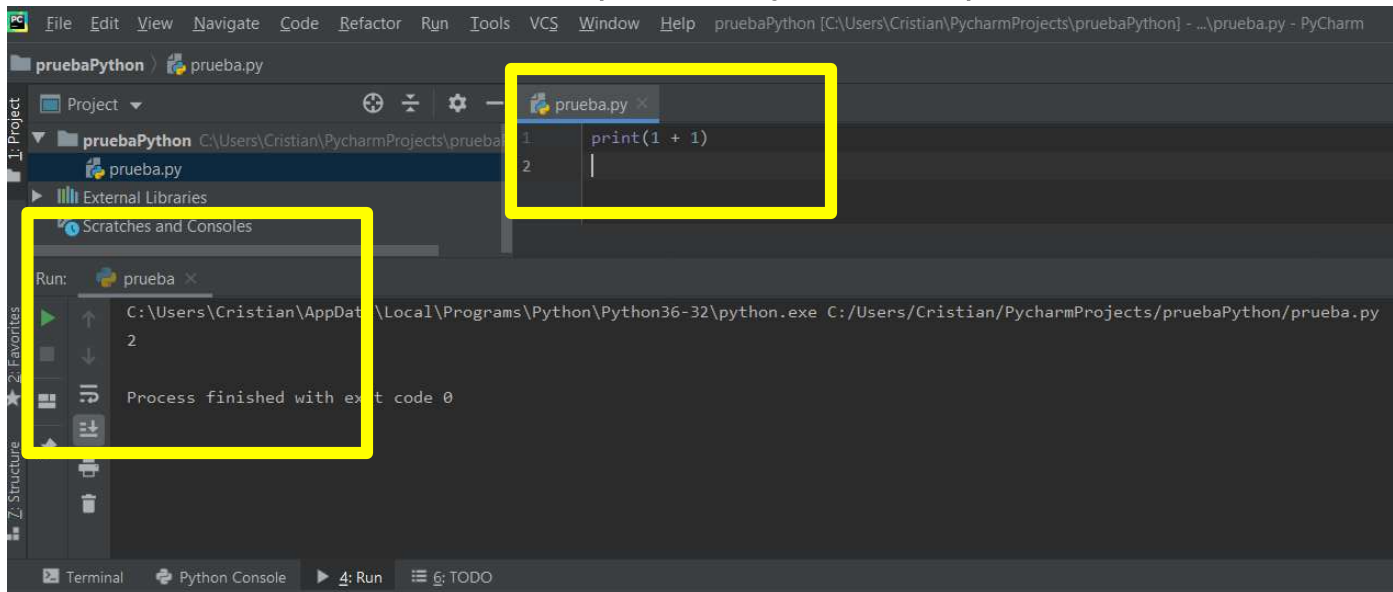 File Edit View Navigate Code Refactor Run Tools VCS Window Help pruebaPython [C:\Users\Cristian\PycharmProjects\pruebaPython] - ...\prueba.py - PyCharm
pruebaPython prueba.py
Project
prueba.py
pruebaPython C:\Users\Cristian\PycharmProjects\prueba
1 print(1 + 1)
prueba.py
2
External Libraries
Scratches and Consoles
1: Project
Run: prueba
C:\Users\Cristian\AppDat \Local\Programs\Python\Python36-32\python.exe C:/Users/Cristian/PycharmProjects/pruebaPython/prueba.py
2
Process finished with ex t code 0
2: Favorites
Z: Structure
Terminal Python Console 4: Run 6: TODO